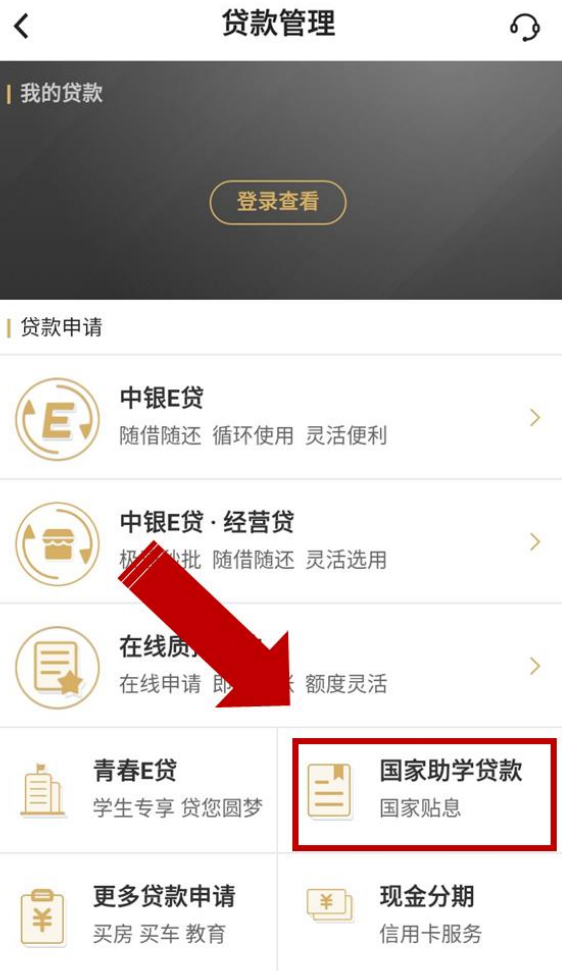 贷款管理
我的贷款
登录查看
贷款申请
E
中银E贷
随借随还 循环使用 灵活便利
中银E贷·经营贷
批 随借随还 灵活选用
在线质
在线申请 即 额度灵活
青春E贷
学生专享 贷您圆梦
国家助学贷款
国家贴息
更多贷款申请
买房 买车 教育
¥
现金分期
信用卡服务
¥